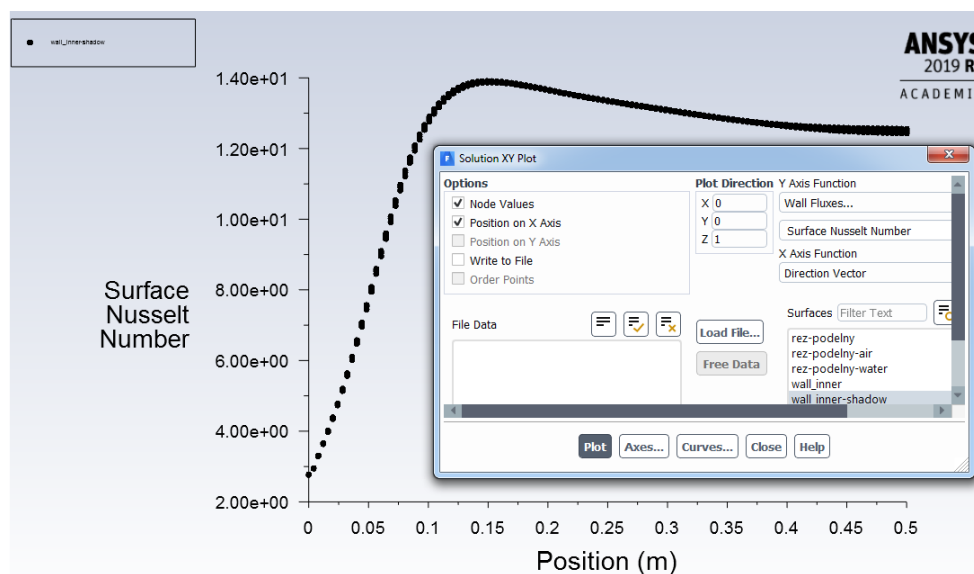 wall_inner-shadow
ANSYS
2019 R
ACADEMI
1.40e+01
1.20e+01
1.00e+01
8.00e+00
6.00e+00
4.00e+00
2.00e+00
Surface
Nusselt
Number
0
0.05
0.1
0.15
0.2
0.25
0.3
0.35
0.4
0.45
0.5
Position (m)
F Solution XY Plot
x
Options
Node Values
Position on X Axis
Position on Y Axis
Write to File
Order Points
Plot Direction
X 0
Y 0
Z 1
Y Axis Function
Wall Fluxes...
Surface Nusselt Number
X Axis Function
Direction Vector
File Data
Load File...
Free Data
Surfaces Filter Text
rez-podelny
rez-podelny-air
rez-podelny-water
wall_inner
wall_inner-shadow
Plot
Axes...
Curves...
Close
Help